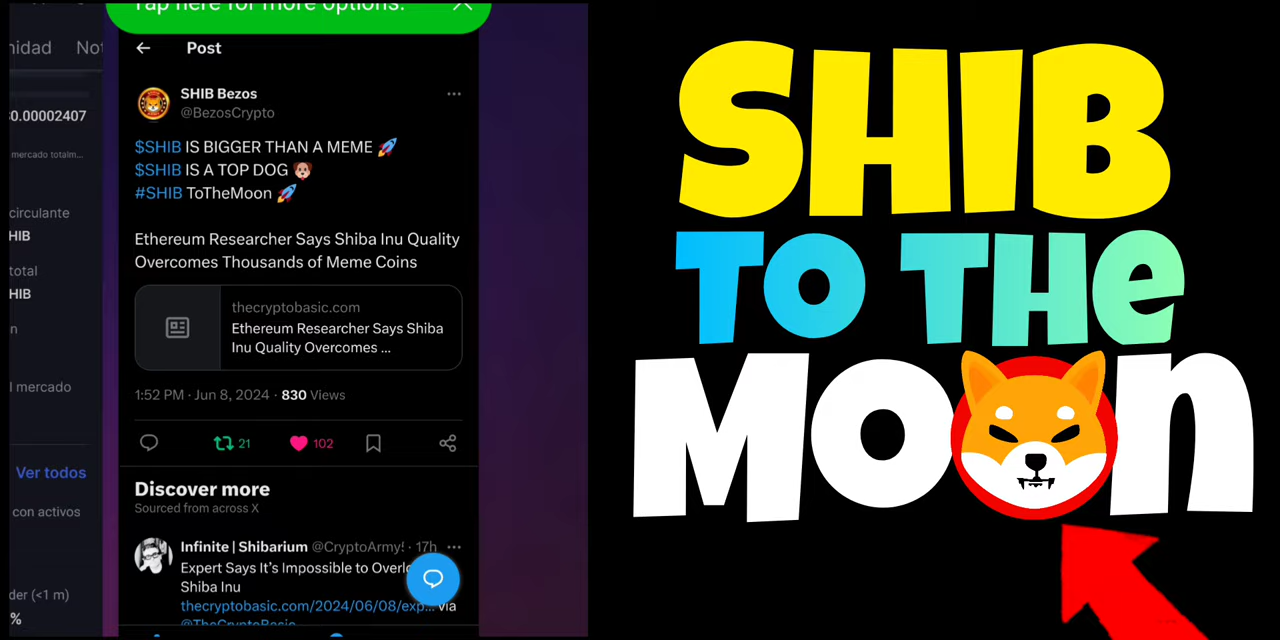 Tap here for more options.
nidad Not
0.00002407
mercado totalm...
circulante
HIB
total
HIB
n
l mercado
Ver todos
con activos
der (<1 m)
%
Post
SHIB Bezos
@BezosCrypto
$SHIB IS BIGGER THAN A MEME 🚀
$SHIB IS A TOP DOG 🐶
#SHIB ToTheMoon 🚀
Ethereum Researcher Says Shiba Inu Quality
Overcomes Thousands of Meme Coins
thecryptobasic.com
Ethereum Researcher Says Shiba
Inu Quality Overcomes ...
1:52 PM · Jun 8, 2024 · 830 Views
21 102
Discover more
Sourced from across X
Infinite | Shibarium @CryptoArmy! · 17h
Expert Says It's Impossible to Overlo
Shiba Inu
thecryptobasic.com/2024/06/08/exp... via
@TheCryptoBasic
SHIB
TO THe
MOOn